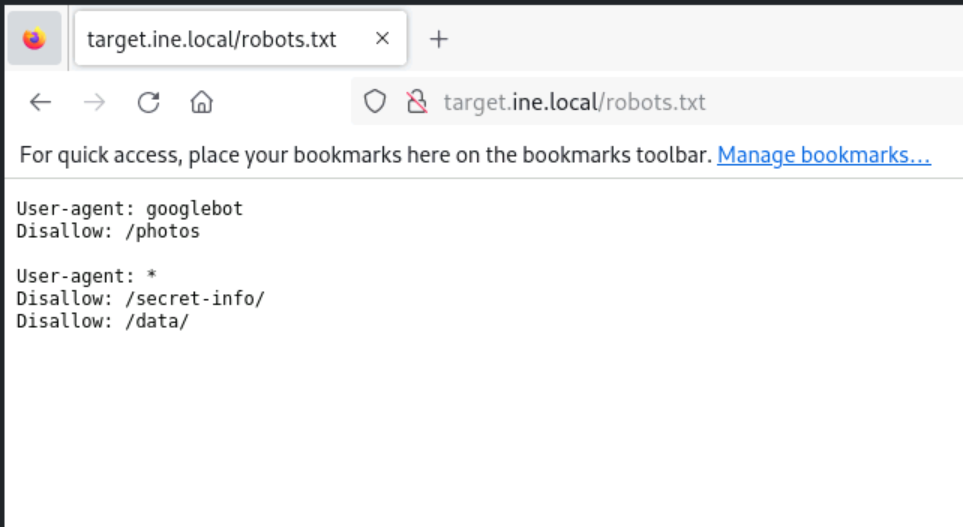 target.ine.local/robots.txt
target.ine.local/robots.txt
For quick access, place your bookmarks here on the bookmarks toolbar. Manage bookmarks...
User-agent: googlebot
Disallow: /photos
User-agent: *
Disallow: /secret-info/
Disallow: /data/